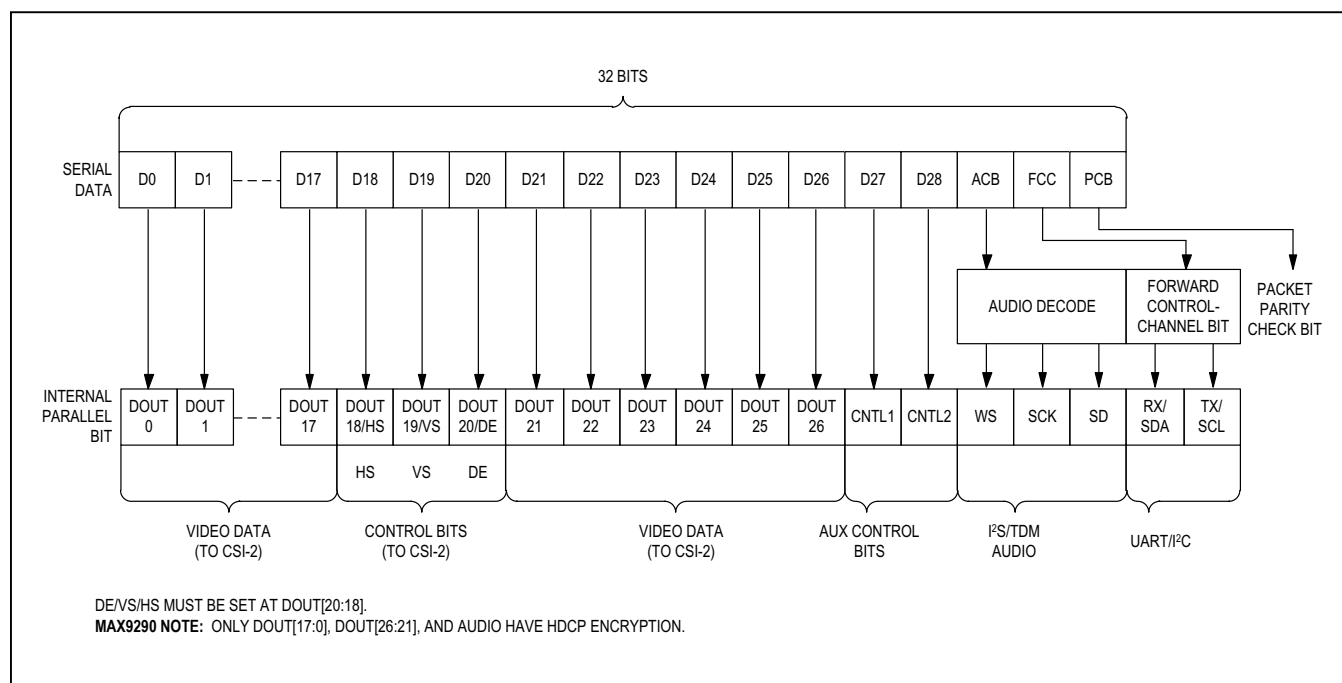 32 BITS
SERIAL
DATA
D0 D1 D17 D18 D19 D20 D21 D22 D23 D24 D25 D26 D27 D28 ACB FCC PCB
AUDIO DECODE
FORWARD
CONTROL-
CHANNEL BIT
PACKET
PARITY
CHECK BIT
INTERNAL
PARALLEL
BIT
DOUT
0
DOUT
1
DOUT
17
DOUT
18/HS
DOUT
19/VS
DOUT
20/DE
DOUT
21
DOUT
22
DOUT
23
DOUT
24
DOUT
25
DOUT
26
CNTL1
CNTL2
WS
SCK
SD
RX/
SDA
TX/
SCL
HS VS DE
VIDEO DATA
(TO CSI-2)
CONTROL BITS
(TO CSI-2)
VIDEO DATA
(TO CSI-2)
AUX CONTROL
BITS
I²S/TDM
AUDIO
UART/I²C
DE/VS/HS MUST BE SET AT DOUT[20:18].
MAX9290 NOTE: ONLY DOUT[17:0], DOUT[26:21], AND AUDIO HAVE HDCP ENCRYPTION.